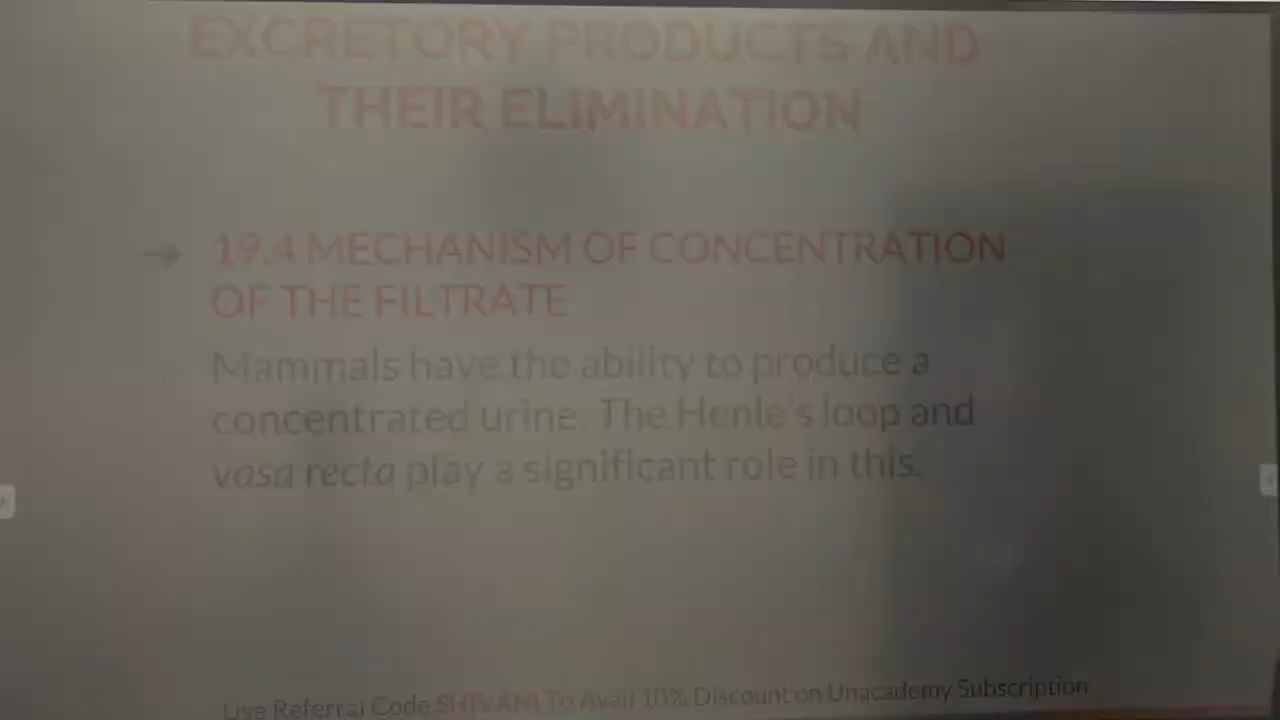 EXCRETORY PRODUCTS AND
THEIR ELIMINATION
→ 19.4 MECHANISM OF CONCENTRATION
OF THE FILTRATE
Mammals have the ability to produce a
concentrated urine. The Henle's loop and
vasa recta play a significant role in this.
Use Referral Code SHIVANI To Avail 10% Discount on Unacademy Subscription